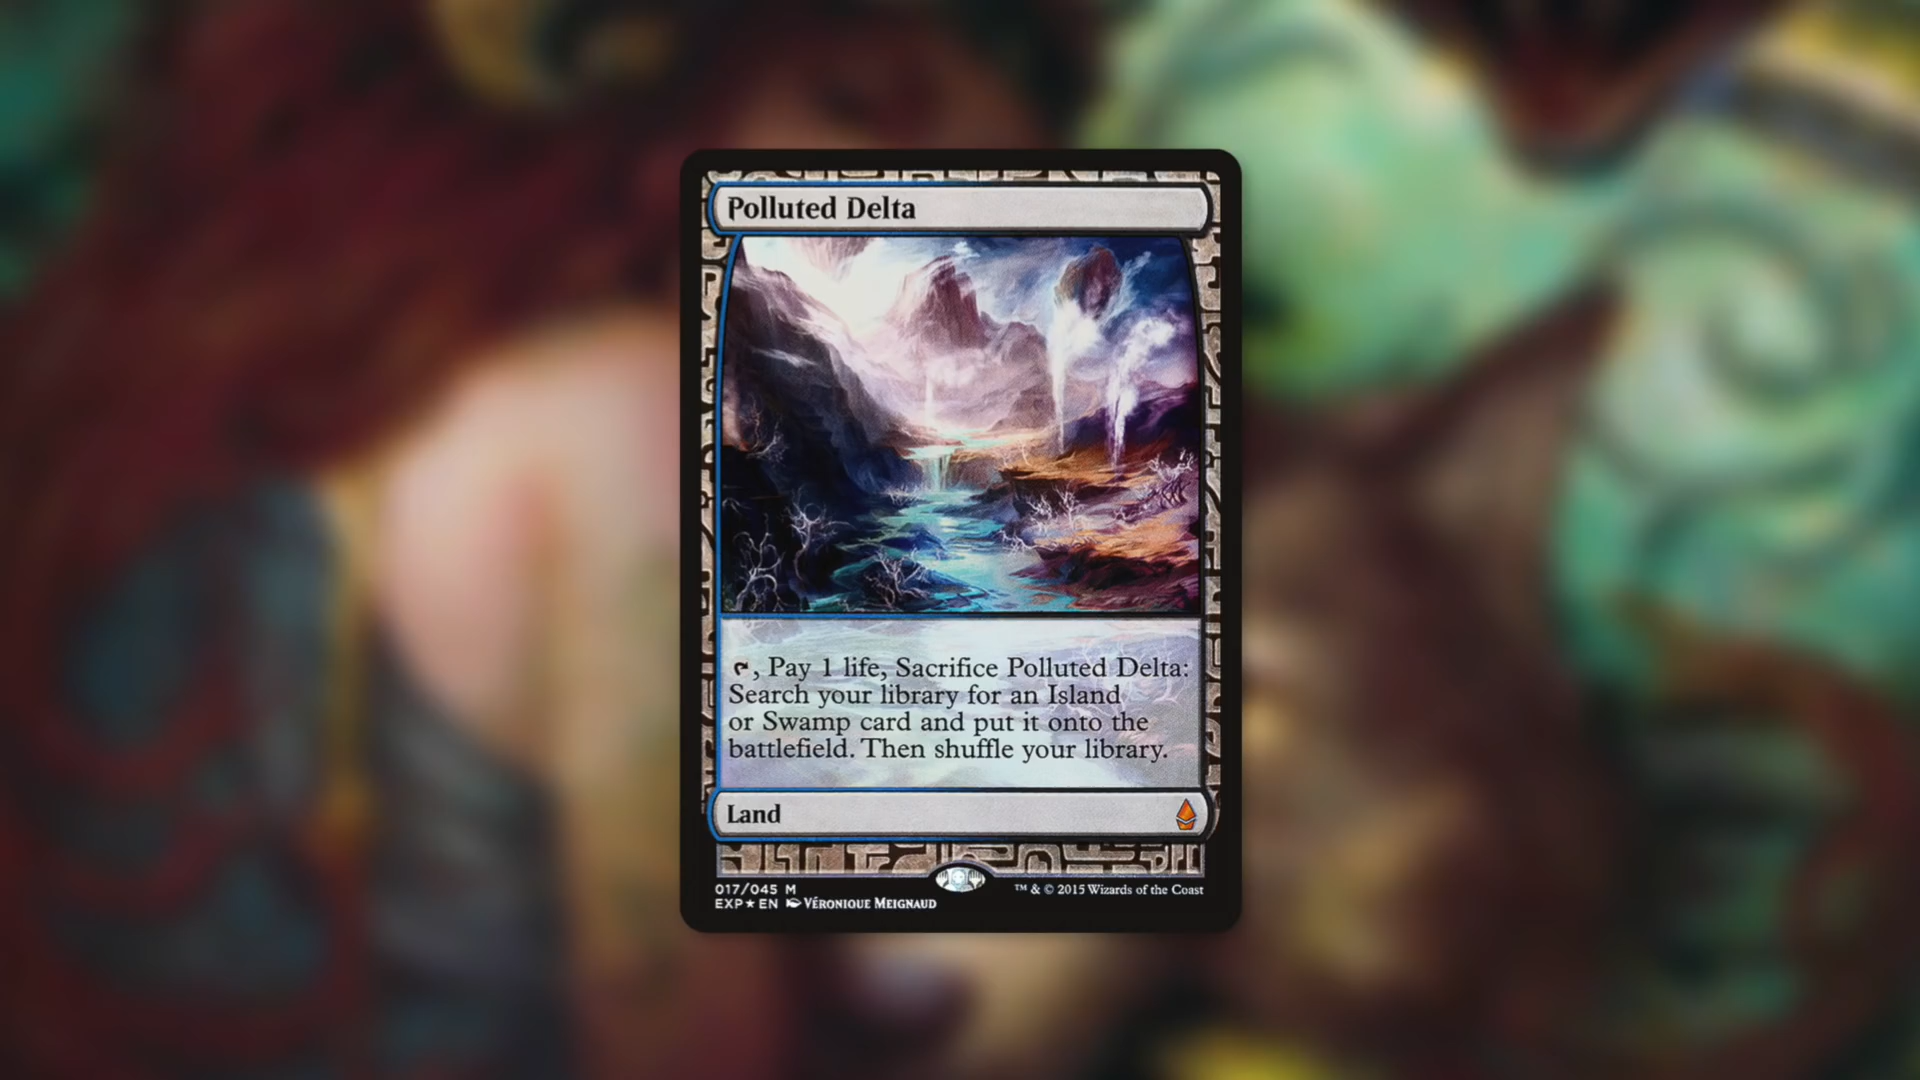 Polluted Delta
, Pay 1 life, Sacrifice Polluted Delta:
Search your library for an Island
or Swamp card and put it onto the
battlefield. Then shuffle your library.
Land
017/045 M
EXP★EN VÉRONIQUE MEIGNAUD
™ & © 2015 Wizards of the Coast